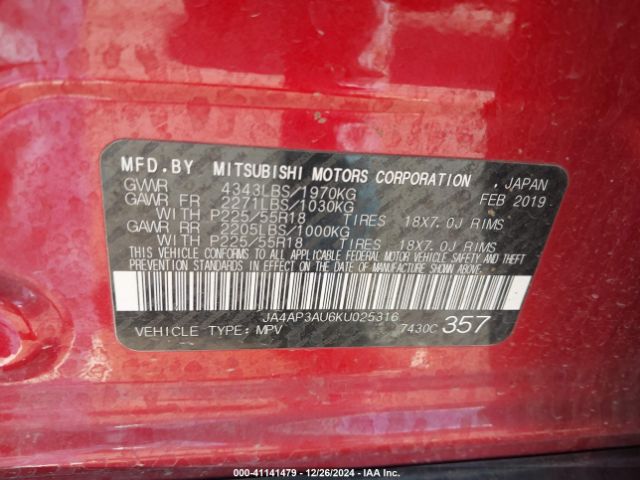 MFD.BY MITSUBISHI MOTORS CORPORATION , JAPAN
GVWR 4343LBS/1970KG FEB 2019
GAWR FR 2271LBS/1030KG
WITH P225/55R18 TIRES 18X7.0J RIMS
GAWR RR 2205LBS/1000KG
WITH P225/55R18 TIRES 18X7.0J RIMS
THIS VEHICLE CONFORMS TO ALL APPLICABLE FEDERAL MOTOR VEHICLE SAFETY AND THEFT
PREVENTION STANDARDS IN EFFECT ON THE DATE OF MANUFACTURE SHOWN ABOVE.
JA4AP3AU6KU025316
VEHICLE TYPE: MPV 7430C 357
000-41141479 • 12/26/2024 - IAA Inc.